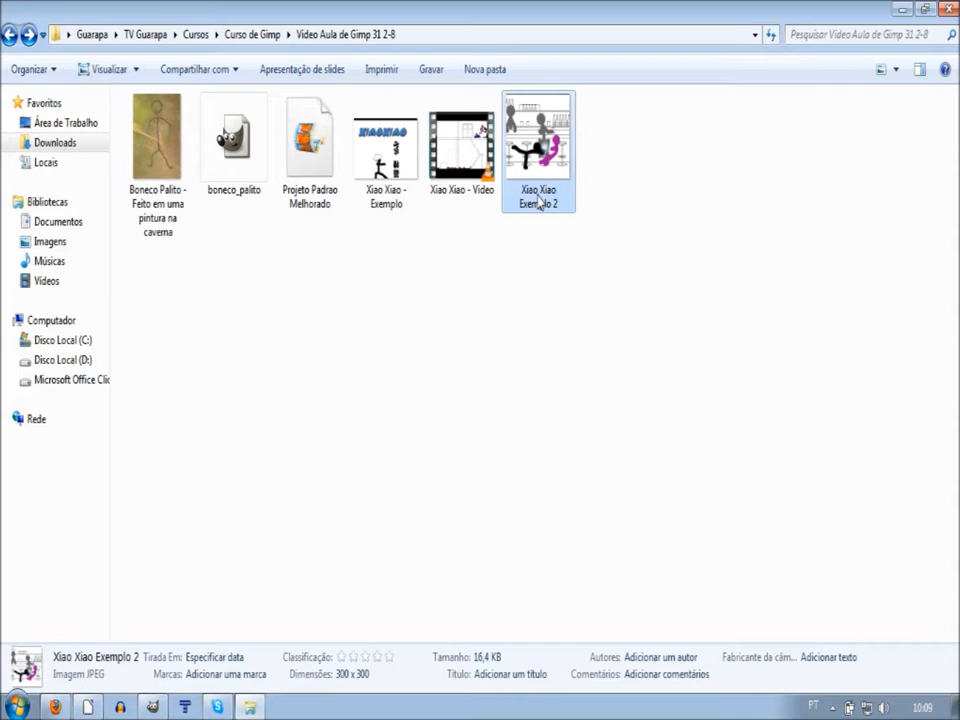 Guarapa TV Guarapa Cursos Curso de Gimp Video Aula de Gimp 31 2-8
Pesquisar Video Aula de Gimp 31 2-8
Organizar Visualizar Compartilhar com Apresentação de slides Imprimir Gravar Nova pasta
Favoritos
Área de Trabalho
Downloads
Locais
Bibliotecas
Documentos
Imagens
Músicas
Vídeos
Computador
Disco Local (C:)
Disco Local (D:)
Microsoft Office Clic
Rede
Boneco Palito -
Feito em uma
pintura na
caverna
boneco_palito
Projeto Padrao
Melhorado
XIAOXIAO
Xiao Xiao -
Exemplo
Xiao Xiao - Video
Xiao Xiao
Exemplo 2
Xiao Xiao Exemplo 2 Tirada Em: Especificar data Classificação: Tamanho: 16,4 KB Autores: Adicionar um autor Fabricante da câm... Adicionar texto
Imagem JPEG Marcas: Adicionar uma marca Dimensões: 300 x 300 Título: Adicionar um título Comentários: Adicionar comentários
PT 10:09